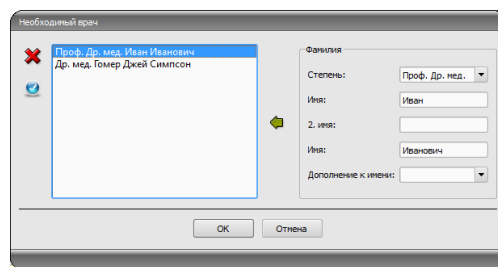 Необходимый врач
Проф. Др. мед. Иван Иванович
Др. мед. Гомер Джей Симпсон
Фамилия
Степень: Проф. Др. мед.
Имя: Иван
2. имя:
Имя: Иванович
Дополнение к имени:
OK Отмена